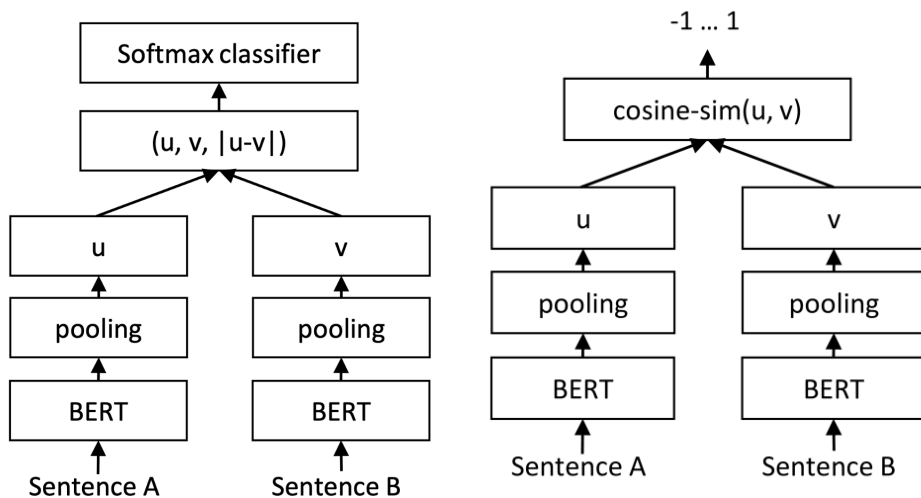 Softmax classifier
(u, v, |u-v|)
u
v
pooling
pooling
BERT
BERT
Sentence A
Sentence B
-1 ... 1
cosine-sim(u, v)
u
v
pooling
pooling
BERT
BERT
Sentence A
Sentence B